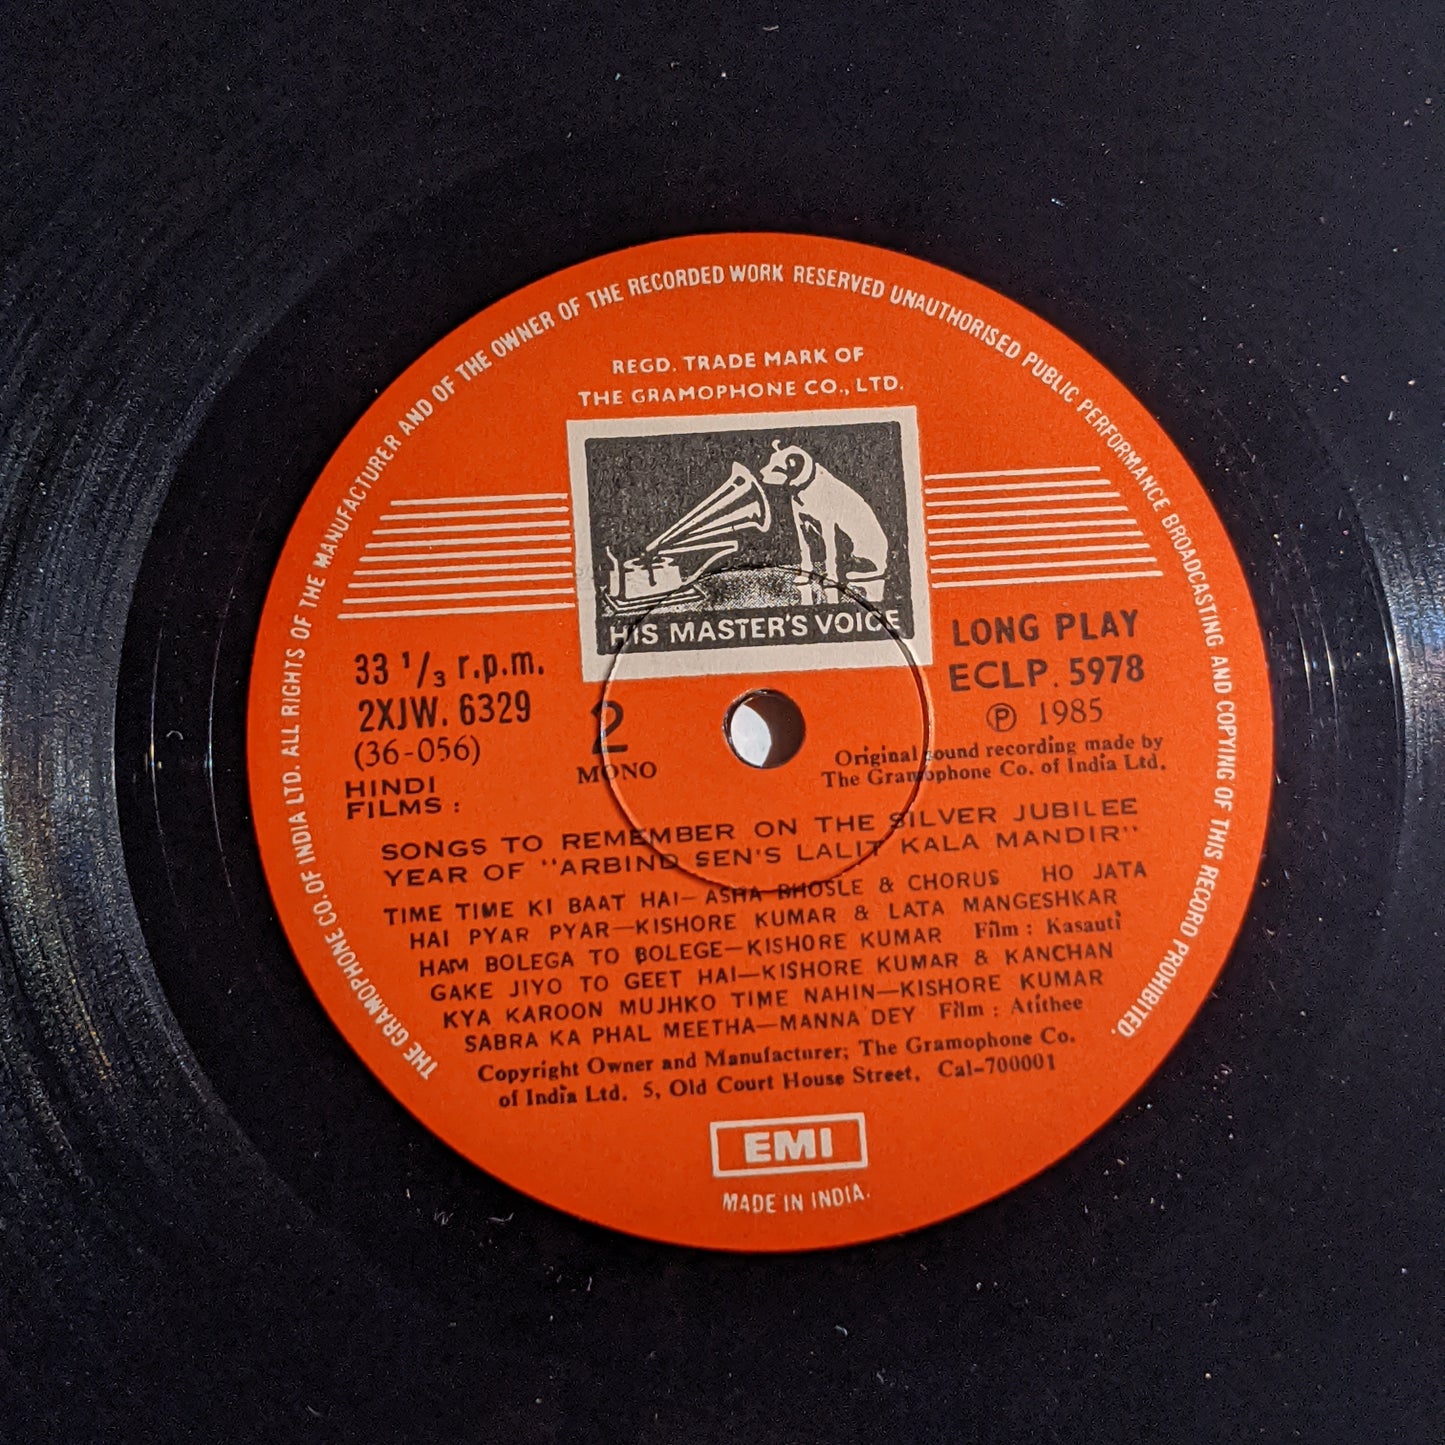 THE GRAMOPHONE CO. OF INDIA LTD. ALL RIGHTS OF THE MANUFACTURER AND OF THE OWNER OF THE RECORDED WORK RESERVED UNAUTHORISED PUBLIC PERFORMANCE BROADCASTING AND COPYING OF THIS RECORD PROHIBITED.
REGD. TRADE MARK OF
THE GRAMOPHONE CO., LTD.
HIS MASTER'S VOICE
33 1/3 r.p.m.
2XJW. 6329
(36-056)
2
MONO
LONG PLAY
ECLP. 5978
Ⓟ 1985
Original sound recording made by
The Gramophone Co. of India Ltd.
HINDI
FILMS :
SONGS TO REMEMBER ON THE SILVER JUBILEE
YEAR OF "ARBIND SEN'S LALIT KALA MANDIR"
TIME TIME KI BAAT HAI—ASHA BHOSLE & CHORUS HO JATA
HAI PYAR PYAR—KISHORE KUMAR & LATA MANGESHKAR
HAM BOLEGA TO BOLEGE—KISHORE KUMAR Film : Kasauti
GAKE JIYO TO GEET HAI—KISHORE KUMAR & KANCHAN
KYA KAROON MUJHKO TIME NAHIN—KISHORE KUMAR
SABRA KA PHAL MEETHA—MANNA DEY Film : Atithee
Copyright Owner and Manufacturer; The Gramophone Co.
of India Ltd. 5, Old Court House Street, Cal-700001
EMI
MADE IN INDIA.